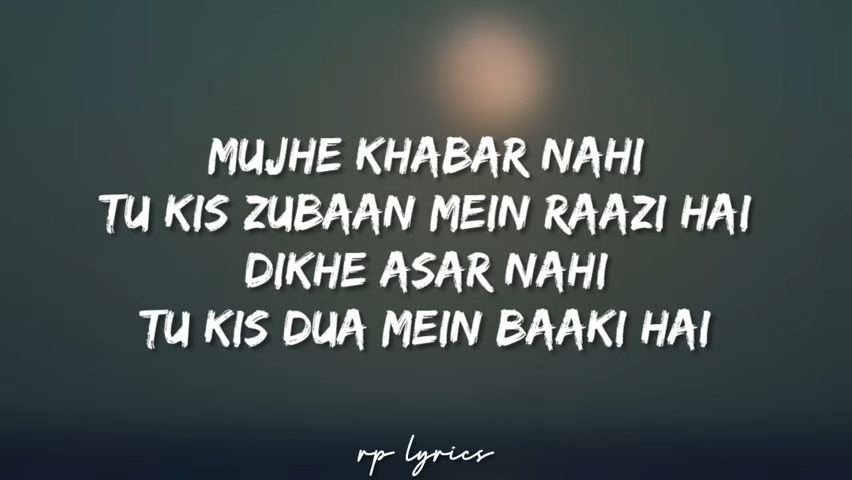 MUJHE KHABAR NAHI
TU KIS ZUBAAN MEIN RAAZI HAI
DIKHE ASAR NAHI
TU KIS DUA MEIN BAAKI HAI
rp lyrics